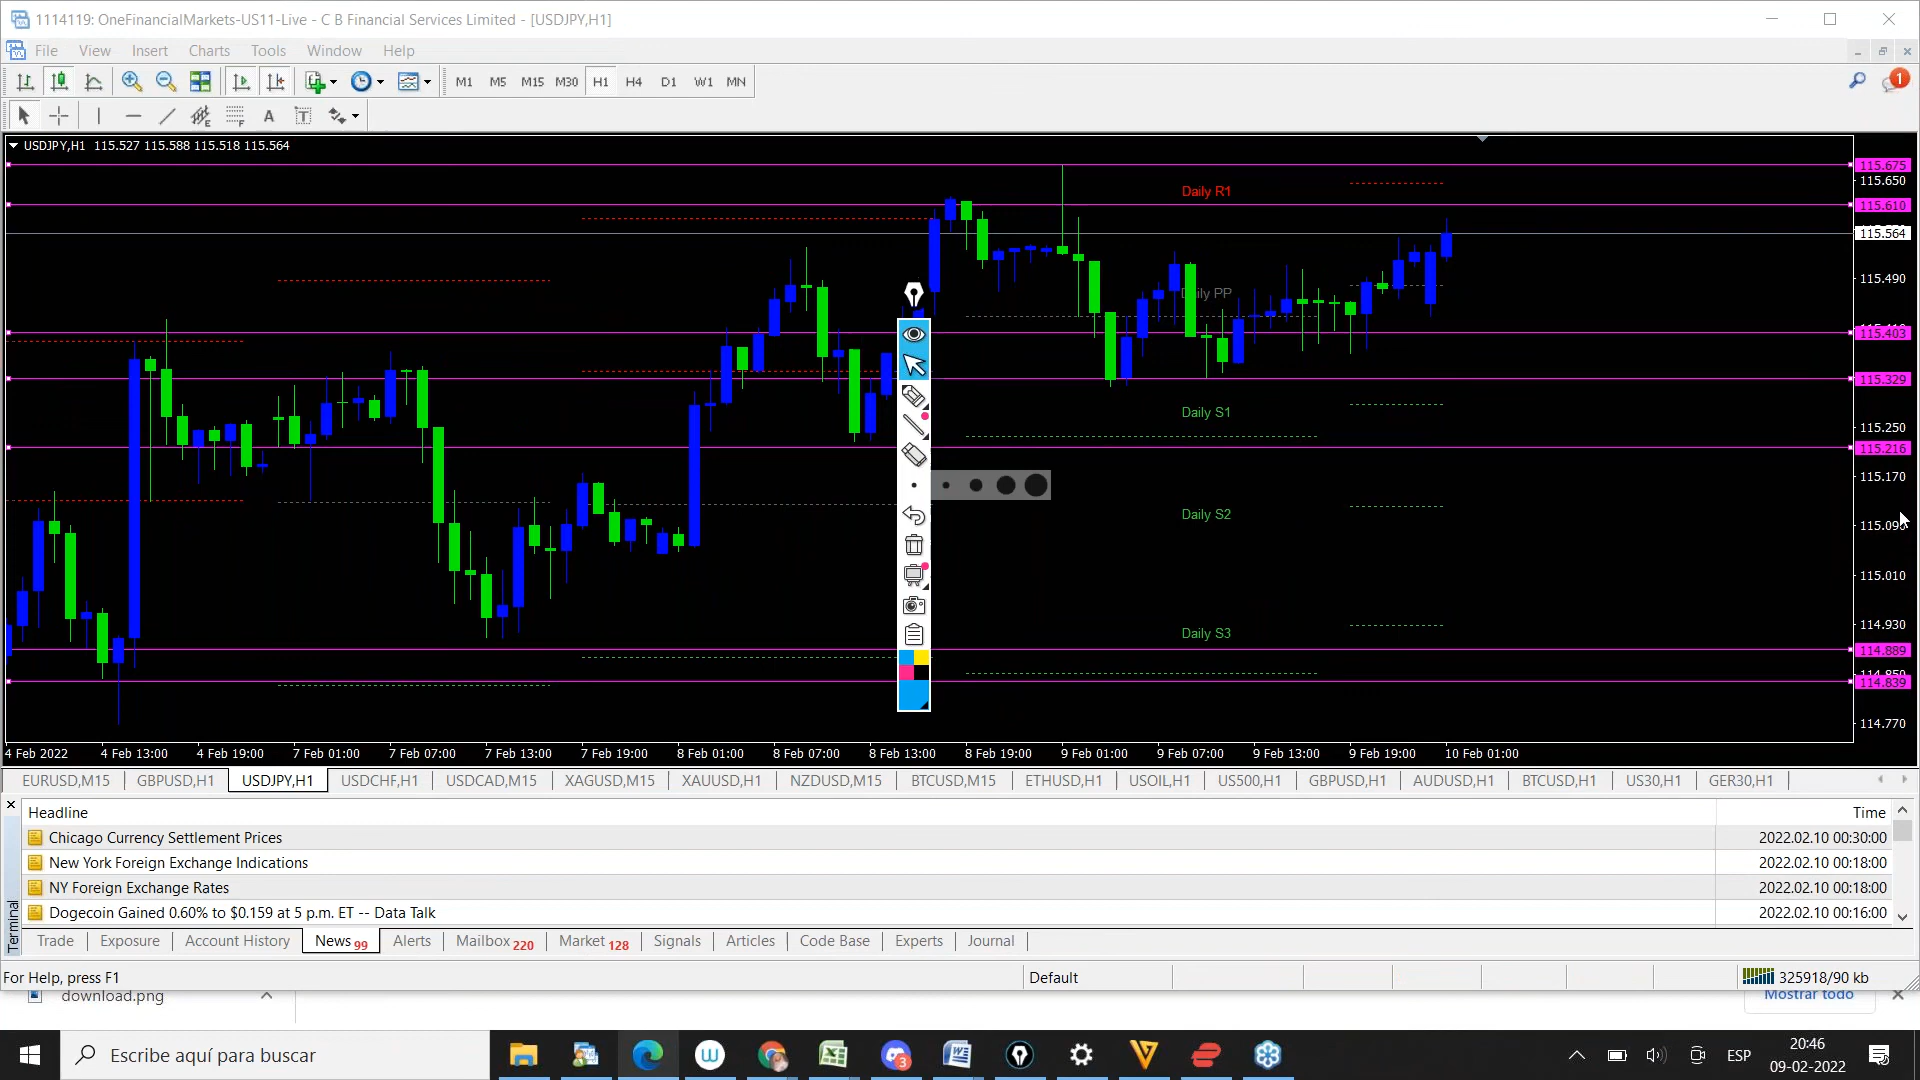 1114119: OneFinancialMarkets-US11-Live - C B Financial Services Limited - [USDJPY,H1]
File View Insert Charts Tools Window Help
M1 M5 M15 M30 H1 H4 D1 W1 MN
1
A T
USDJPY,H1 115.527 115.588 115.518 115.564
115.675
115.650
Daily R1
115.610
115.564
115.490
Daily PP
115.403
115.329
Daily S1
115.250
115.216
115.170
Daily S2
115.090
115.010
114.930
Daily S3
114.889
114.850
114.839
114.770
4 Feb 2022 4 Feb 13:00 4 Feb 19:00 7 Feb 01:00 7 Feb 07:00 7 Feb 13:00 7 Feb 19:00 8 Feb 01:00 8 Feb 07:00 8 Feb 13:00 8 Feb 19:00 9 Feb 01:00 9 Feb 07:00 9 Feb 13:00 9 Feb 19:00 10 Feb 01:00
EURUSD,M15 GBPUSD,H1 USDJPY,H1 USDCHF,H1 USDCAD,M15 XAGUSD,M15 XAUUSD,H1 NZDUSD,M15 BTCUSD,M15 ETHUSD,H1 USOIL,H1 US500,H1 GBPUSD,H1 AUDUSD,H1 BTCUSD,H1 US30,H1 GER30,H1
Headline Time
Chicago Currency Settlement Prices 2022.02.10 00:30:00
New York Foreign Exchange Indications 2022.02.10 00:18:00
NY Foreign Exchange Rates 2022.02.10 00:18:00
Dogecoin Gained 0.60% to $0.159 at 5 p.m. ET -- Data Talk 2022.02.10 00:16:00
Terminal
Trade Exposure Account History News 99 Alerts Mailbox 220 Market 128 Signals Articles Code Base Experts Journal
For Help, press F1 Default 325918/90 kb
download.png Mostrar todo
Escribe aquí para buscar 3 ESP 20:46
09-02-2022